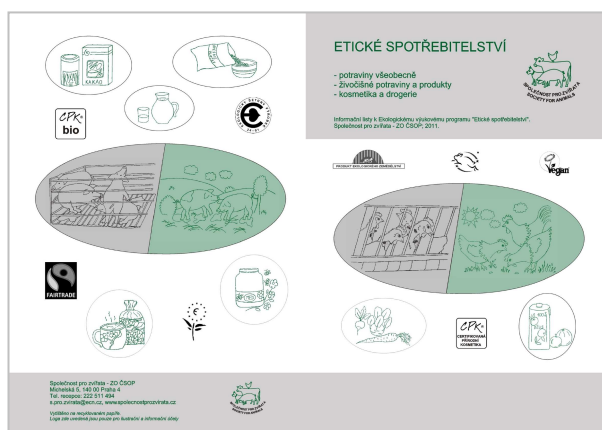 KAKAO
CPK®
bio
FAIRTRADE
€
Společnost pro zvířata - ZO ČSOP
Michelská 5, 140 00 Praha 4
Tel. recepce: 222 511 494
s.pro.zvirata@ecn.cz, www.spolecnostprozvirata.cz
Vytištěno na recyklovaném papíře.
Loga zde uvedená jsou pouze pro ilustrační a informační účely
ETICKÉ SPOTŘEBITELSTVÍ
- potraviny všeobecně
- živočišné potraviny a produkty
- kosmetika a drogerie
SPOLEČNOST PRO ZVÍŘATA
SOCIETY FOR ANIMALS
Informační listy k Ekologickému výukovému programu "Etické spotřebitelství".
Společnost pro zvířata - ZO ČSOP, 2011.
PRODUKT EKOLOGICKÉHO ZEMĚDĚLSTVÍ
Vegan
CPK®
CERTIFIKOVANÁ
PŘÍRODNÍ
KOSMETIKA